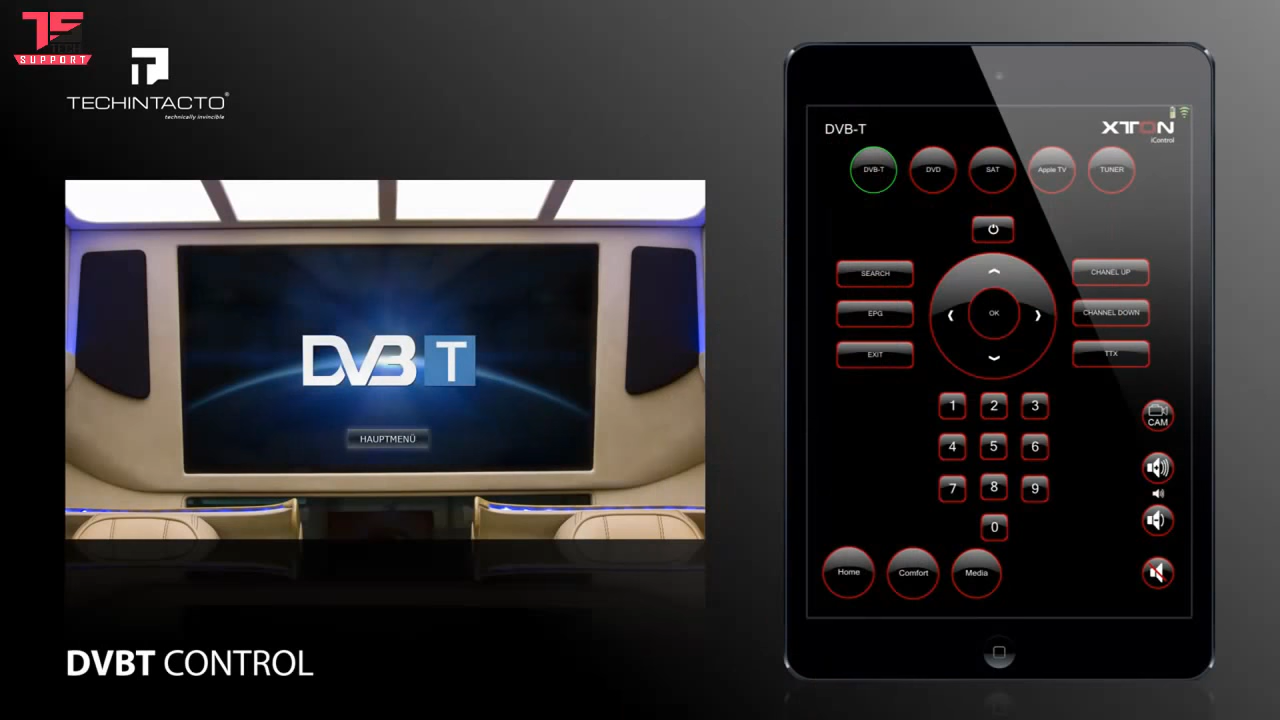 TS
TECH
SUPPORT
TECHINTACTO®
technically invincible
DVB T
HAUPTMENÜ
DVBT CONTROL
DVB-T
XTON
iControl
DVB-T DVD SAT Apple TV TUNER
SEARCH
CHANEL UP
EPG
OK
CHANNEL DOWN
EXIT
TTX
1 2 3
CAM
4 5 6
7 8 9
0
Home Comfort Media